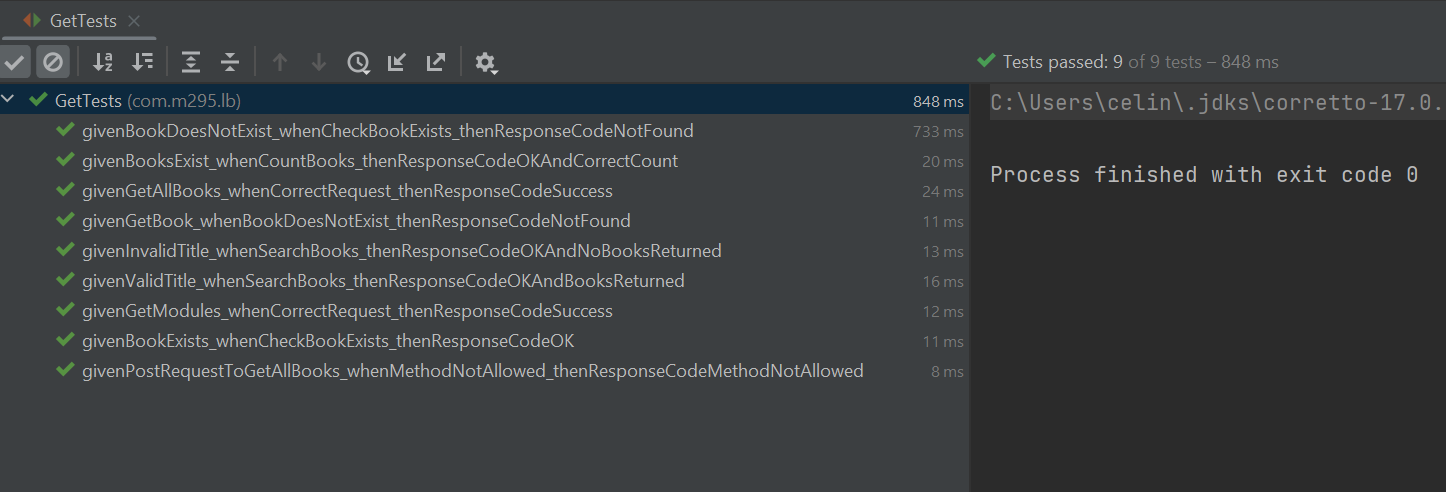 GetTests
Tests passed: 9 of 9 tests – 848 ms
GetTests (com.m295.lb) 848 ms
givenBookDoesNotExist_whenCheckBookExists_thenResponseCodeNotFound 733 ms
givenBooksExist_whenCountBooks_thenResponseCodeOKAndCorrectCount 20 ms
givenGetAllBooks_whenCorrectRequest_thenResponseCodeSuccess 24 ms
givenGetBook_whenBookDoesNotExist_thenResponseCodeNotFound 11 ms
givenInvalidTitle_whenSearchBooks_thenResponseCodeOKAndNoBooksReturned 13 ms
givenValidTitle_whenSearchBooks_thenResponseCodeOKAndBooksReturned 16 ms
givenGetModules_whenCorrectRequest_thenResponseCodeSuccess 12 ms
givenBookExists_whenCheckBookExists_thenResponseCodeOK 11 ms
givenPostRequestToGetAllBooks_whenMethodNotAllowed_thenResponseCodeMethodNotAllowed 8 ms
C:\Users\celin\.jdks\corretto-17.0.
Process finished with exit code 0